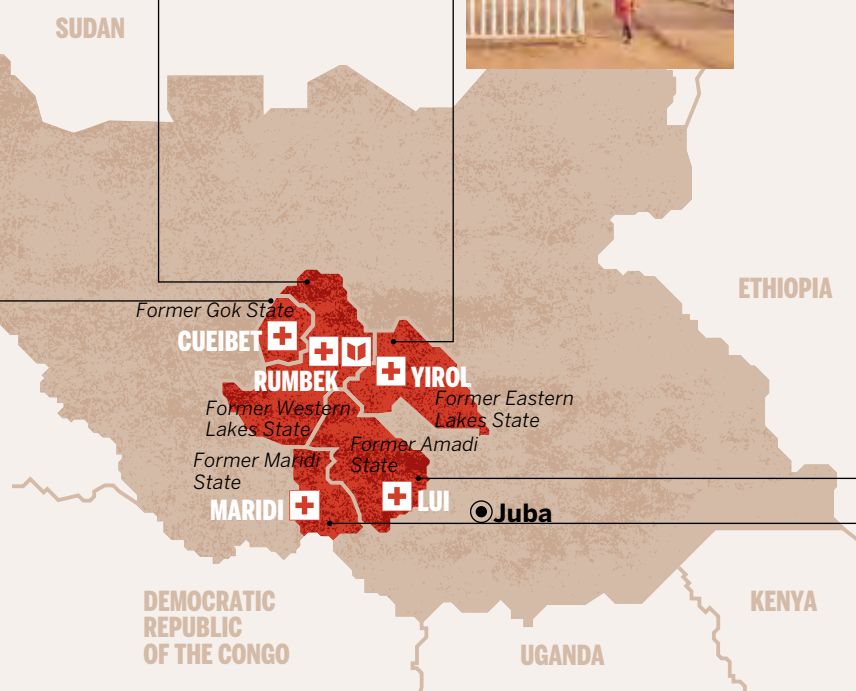 SUDAN
ETHIOPIA
Former Gok State
CUEIBET
RUMBEK
YIROL
Former Eastern
Lakes State
Former Western
Lakes State
Former Amadi
State
Former Maridi
State
MARIDI
LUI
Juba
DEMOCRATIC
REPUBLIC
OF THE CONGO
KENYA
UGANDA